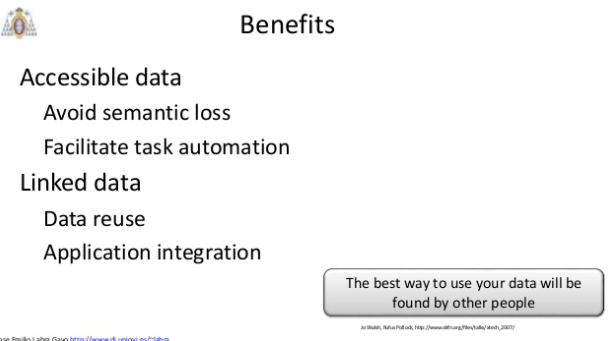 Benefits
Accessible data
Avoid semantic loss
Facilitate task automation
Linked data
Data reuse
Application integration
The best way to use your data will be
found by other people
Jo Walsh, Rufus Pollock, http://www.okfn.org/files/talks/xtech_2007/
ose Emilio Labra Gayo http://www.di.uniovi.es/~labra